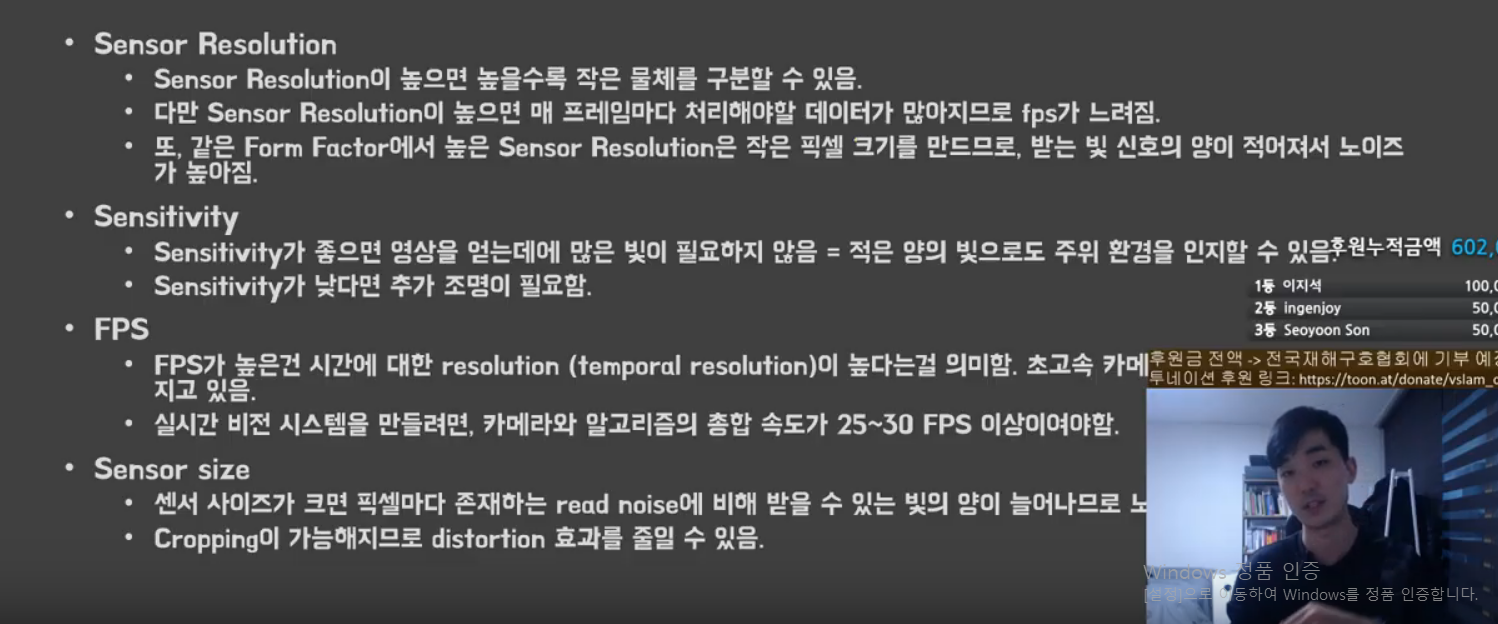 • Sensor Resolution
• Sensor Resolution이 높으면 높을수록 작은 물체를 구분할 수 있음.
• 다만 Sensor Resolution이 높으면 매 프레임마다 처리해야할 데이터가 많아지므로 fps가 느려짐.
• 또, 같은 Form Factor에서 높은 Sensor Resolution은 작은 픽셀 크기를 만드므로, 받는 빛 신호의 양이 적어져서 노이즈
가 높아짐.
• Sensitivity
• Sensitivity가 좋으면 영상을 얻는데에 많은 빛이 필요하지 않음 = 적은 양의 빛으로도 주위 환경을 인지할 수 있음.
• Sensitivity가 낮다면 추가 조명이 필요함.
• FPS
• FPS가 높은건 시간에 대한 resolution (temporal resolution)이 높다는걸 의미함. 초고속 카메
지고 있음.
• 실시간 비전 시스템을 만들려면, 카메라와 알고리즘의 총합 속도가 25~30 FPS 이상이여야함.
• Sensor size
• 센서 사이즈가 크면 픽셀마다 존재하는 read noise에 비해 받을 수 있는 빛의 양이 늘어나므로 노
• Cropping이 가능해지므로 distortion 효과를 줄일 수 있음.
후원누적금액 602,
1등 이지석 100,0
2등 ingenjoy 50,0
3등 Seoyoon Son 50,0
후원금 전액 -> 전국재해구호협회에 기부 예정
투네이션 후원 링크: https://toon.at/donate/vslam_
Windows 정품 인증
[설정]으로 이동하여 Windows를 정품 인증합니다.